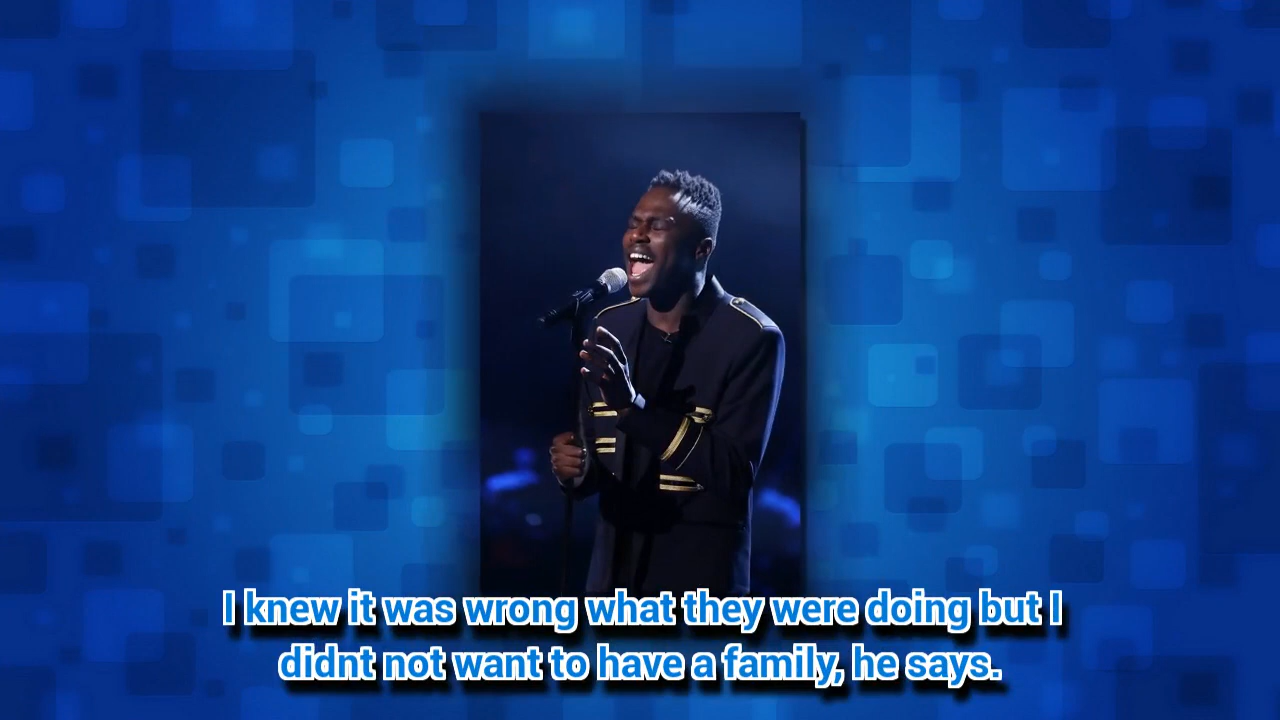 I knew it was wrong what they were doing but I
didnt not want to have a family, he says.